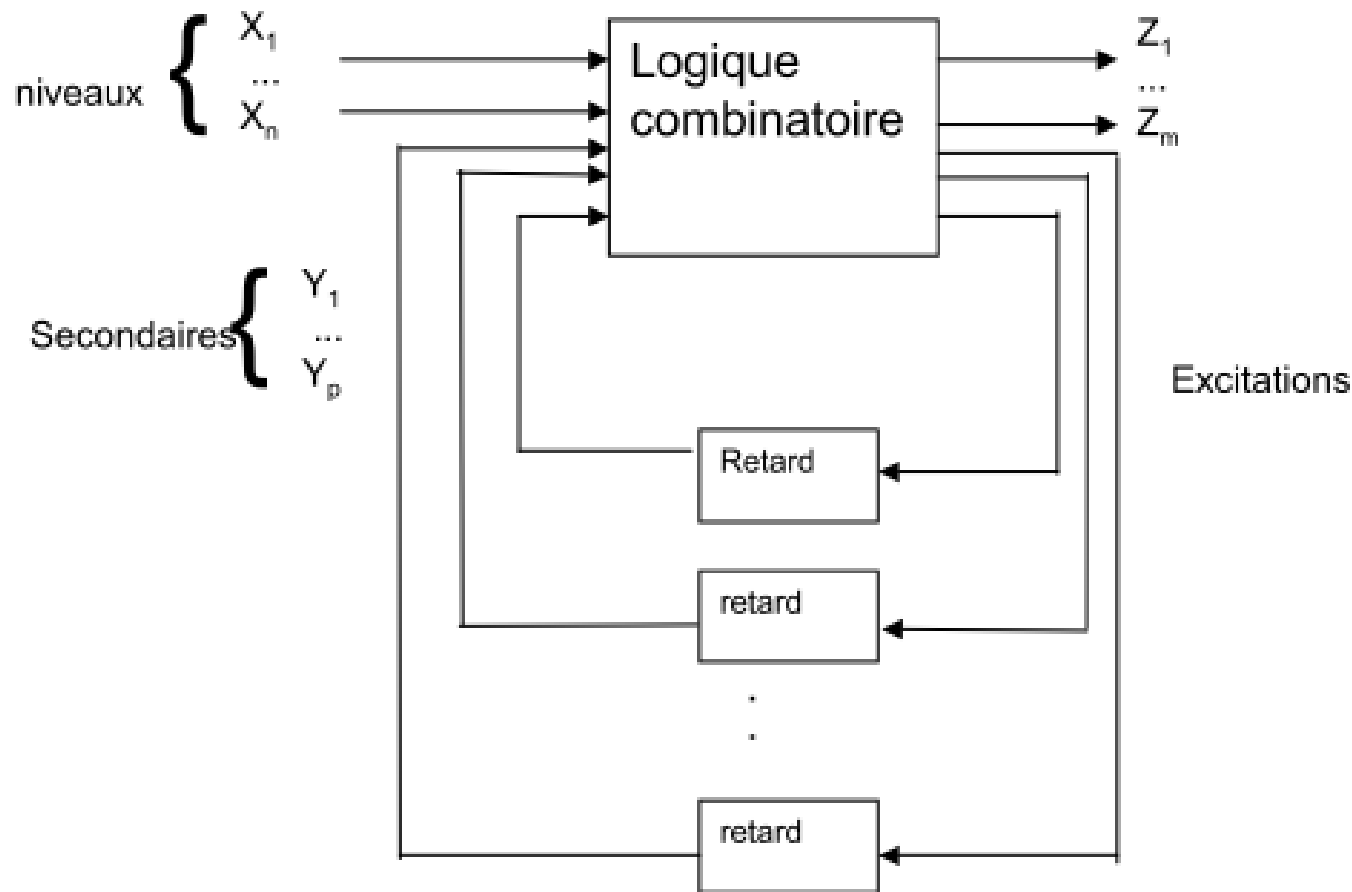 niveaux
{
X1
...
Xn
Logique
combinatoire
Z1
...
Zm
Secondaires
{
Y1
...
Yp
Excitations
Retard
retard
.
.
retard